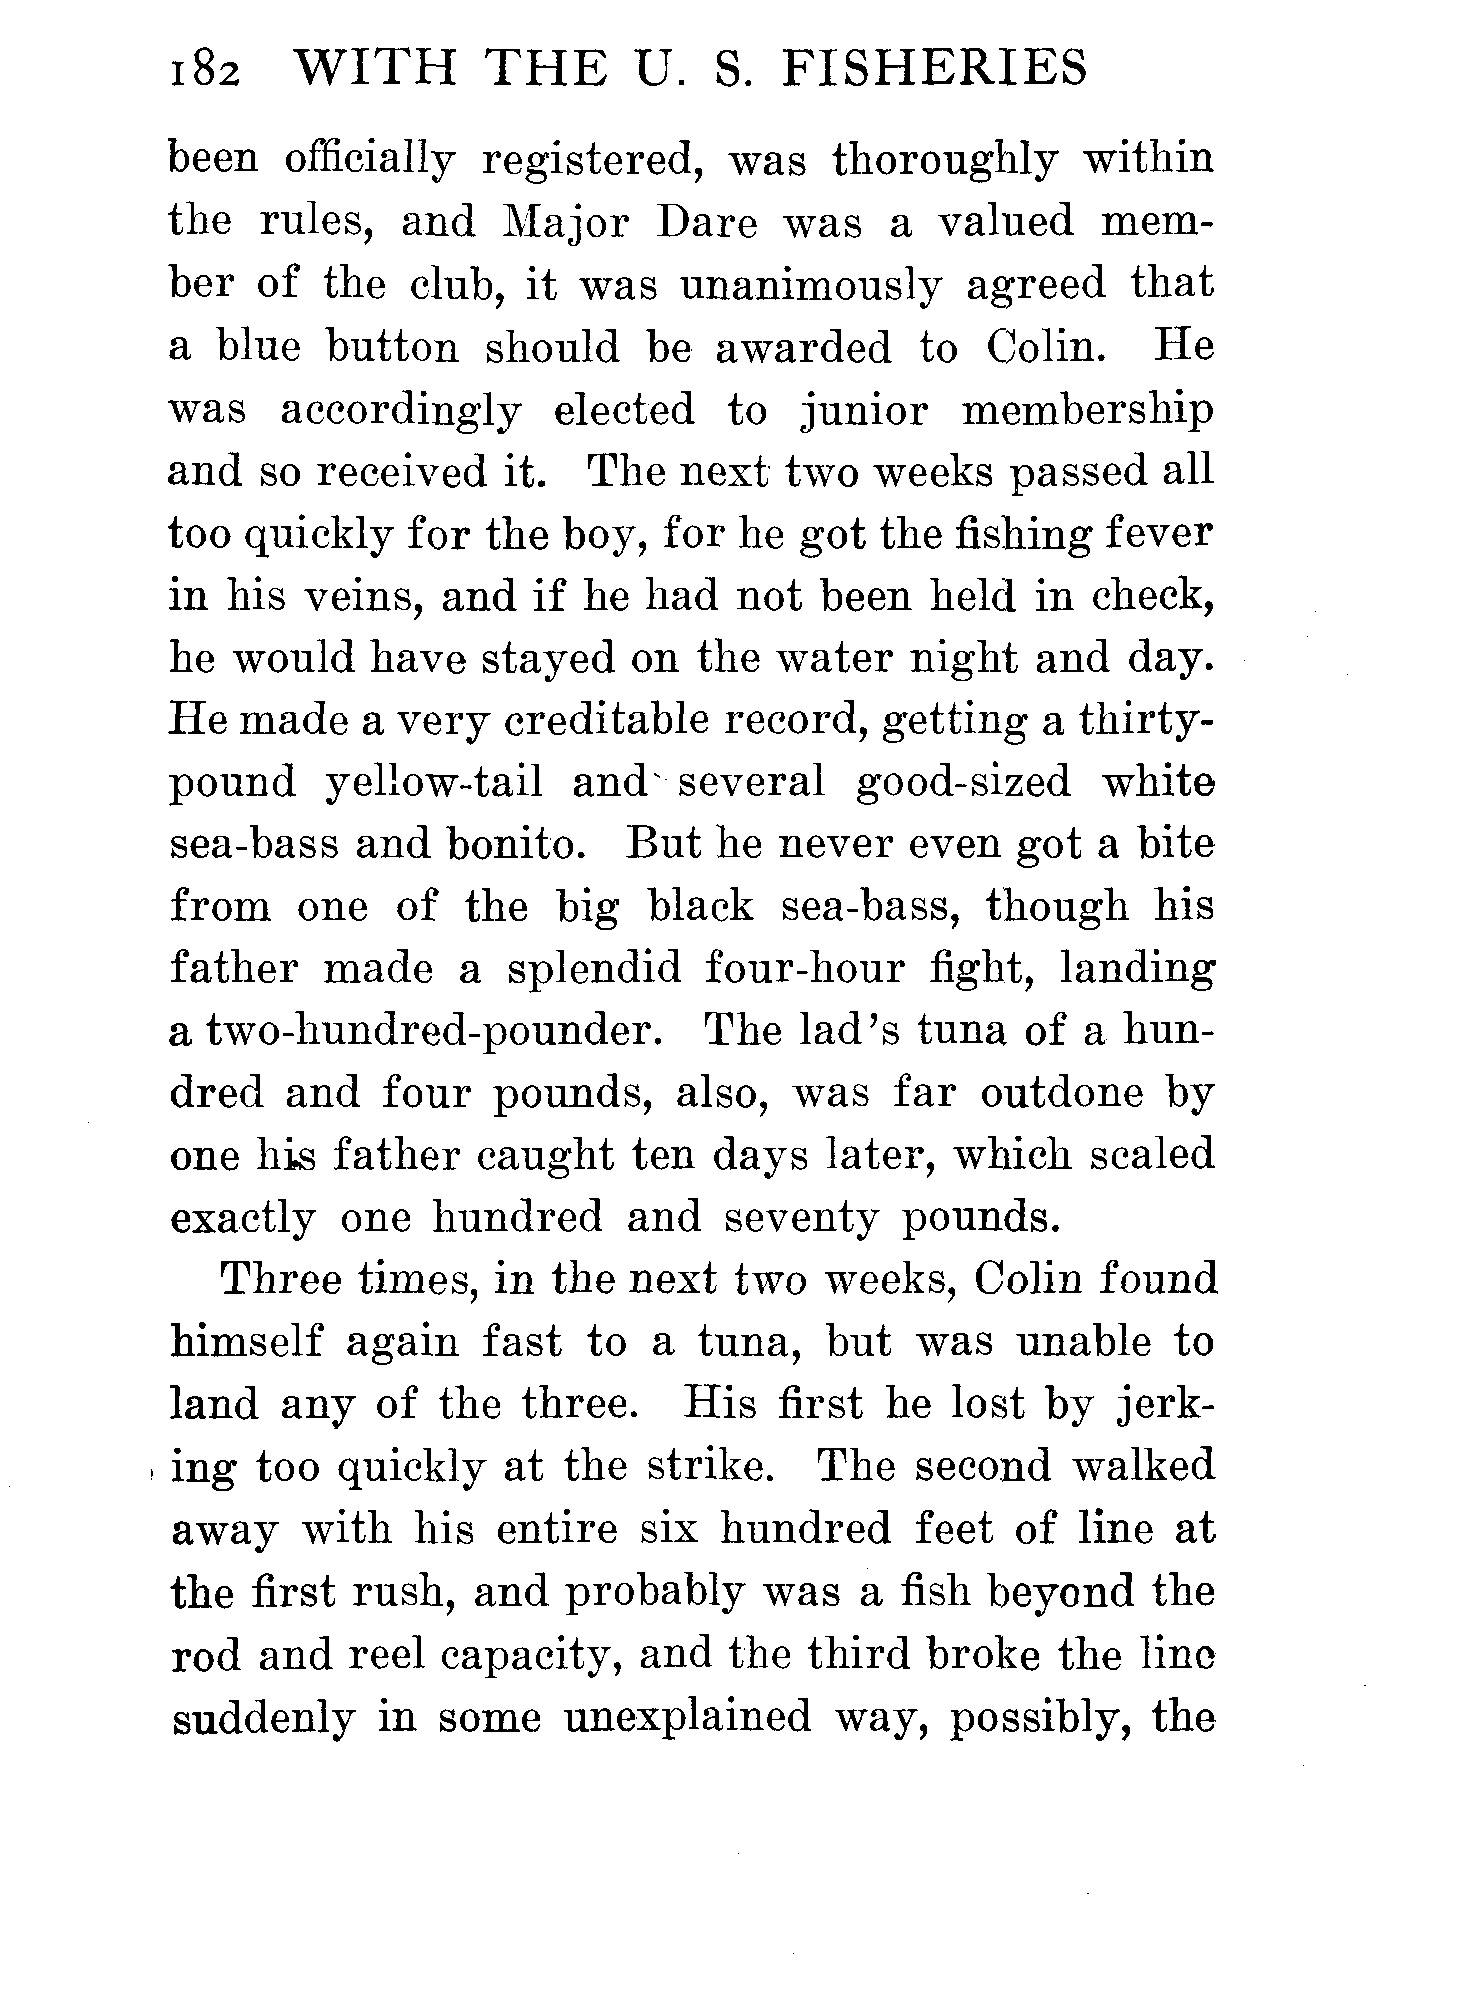 182 WITH THE U. S. FISHERIES
been officially registered, was thoroughly within
the rules, and Major Dare was a valued mem-
ber of the club, it was unanimously agreed that
a blue button should be awarded to Colin. He
was accordingly elected to junior membership
and so received it. The next two weeks passed all
too quickly for the boy, for he got the fishing fever
in his veins, and if he had not been held in check,
he would have stayed on the water night and day.
He made a very creditable record, getting a thirty-
pound yellow-tail and several good-sized white
sea-bass and bonito. But he never even got a bite
from one of the big black sea-bass, though his
father made a splendid four-hour fight, landing
a two-hundred-pounder. The lad's tuna of a hun-
dred and four pounds, also, was far outdone by
one his father caught ten days later, which scaled
exactly one hundred and seventy pounds.
Three times, in the next two weeks, Colin found
himself again fast to a tuna, but was unable to
land any of the three. His first he lost by jerk-
ing too quickly at the strike. The second walked
away with his entire six hundred feet of line at
the first rush, and probably was a fish beyond the
rod and reel capacity, and the third broke the line
suddenly in some unexplained way, possibly, the